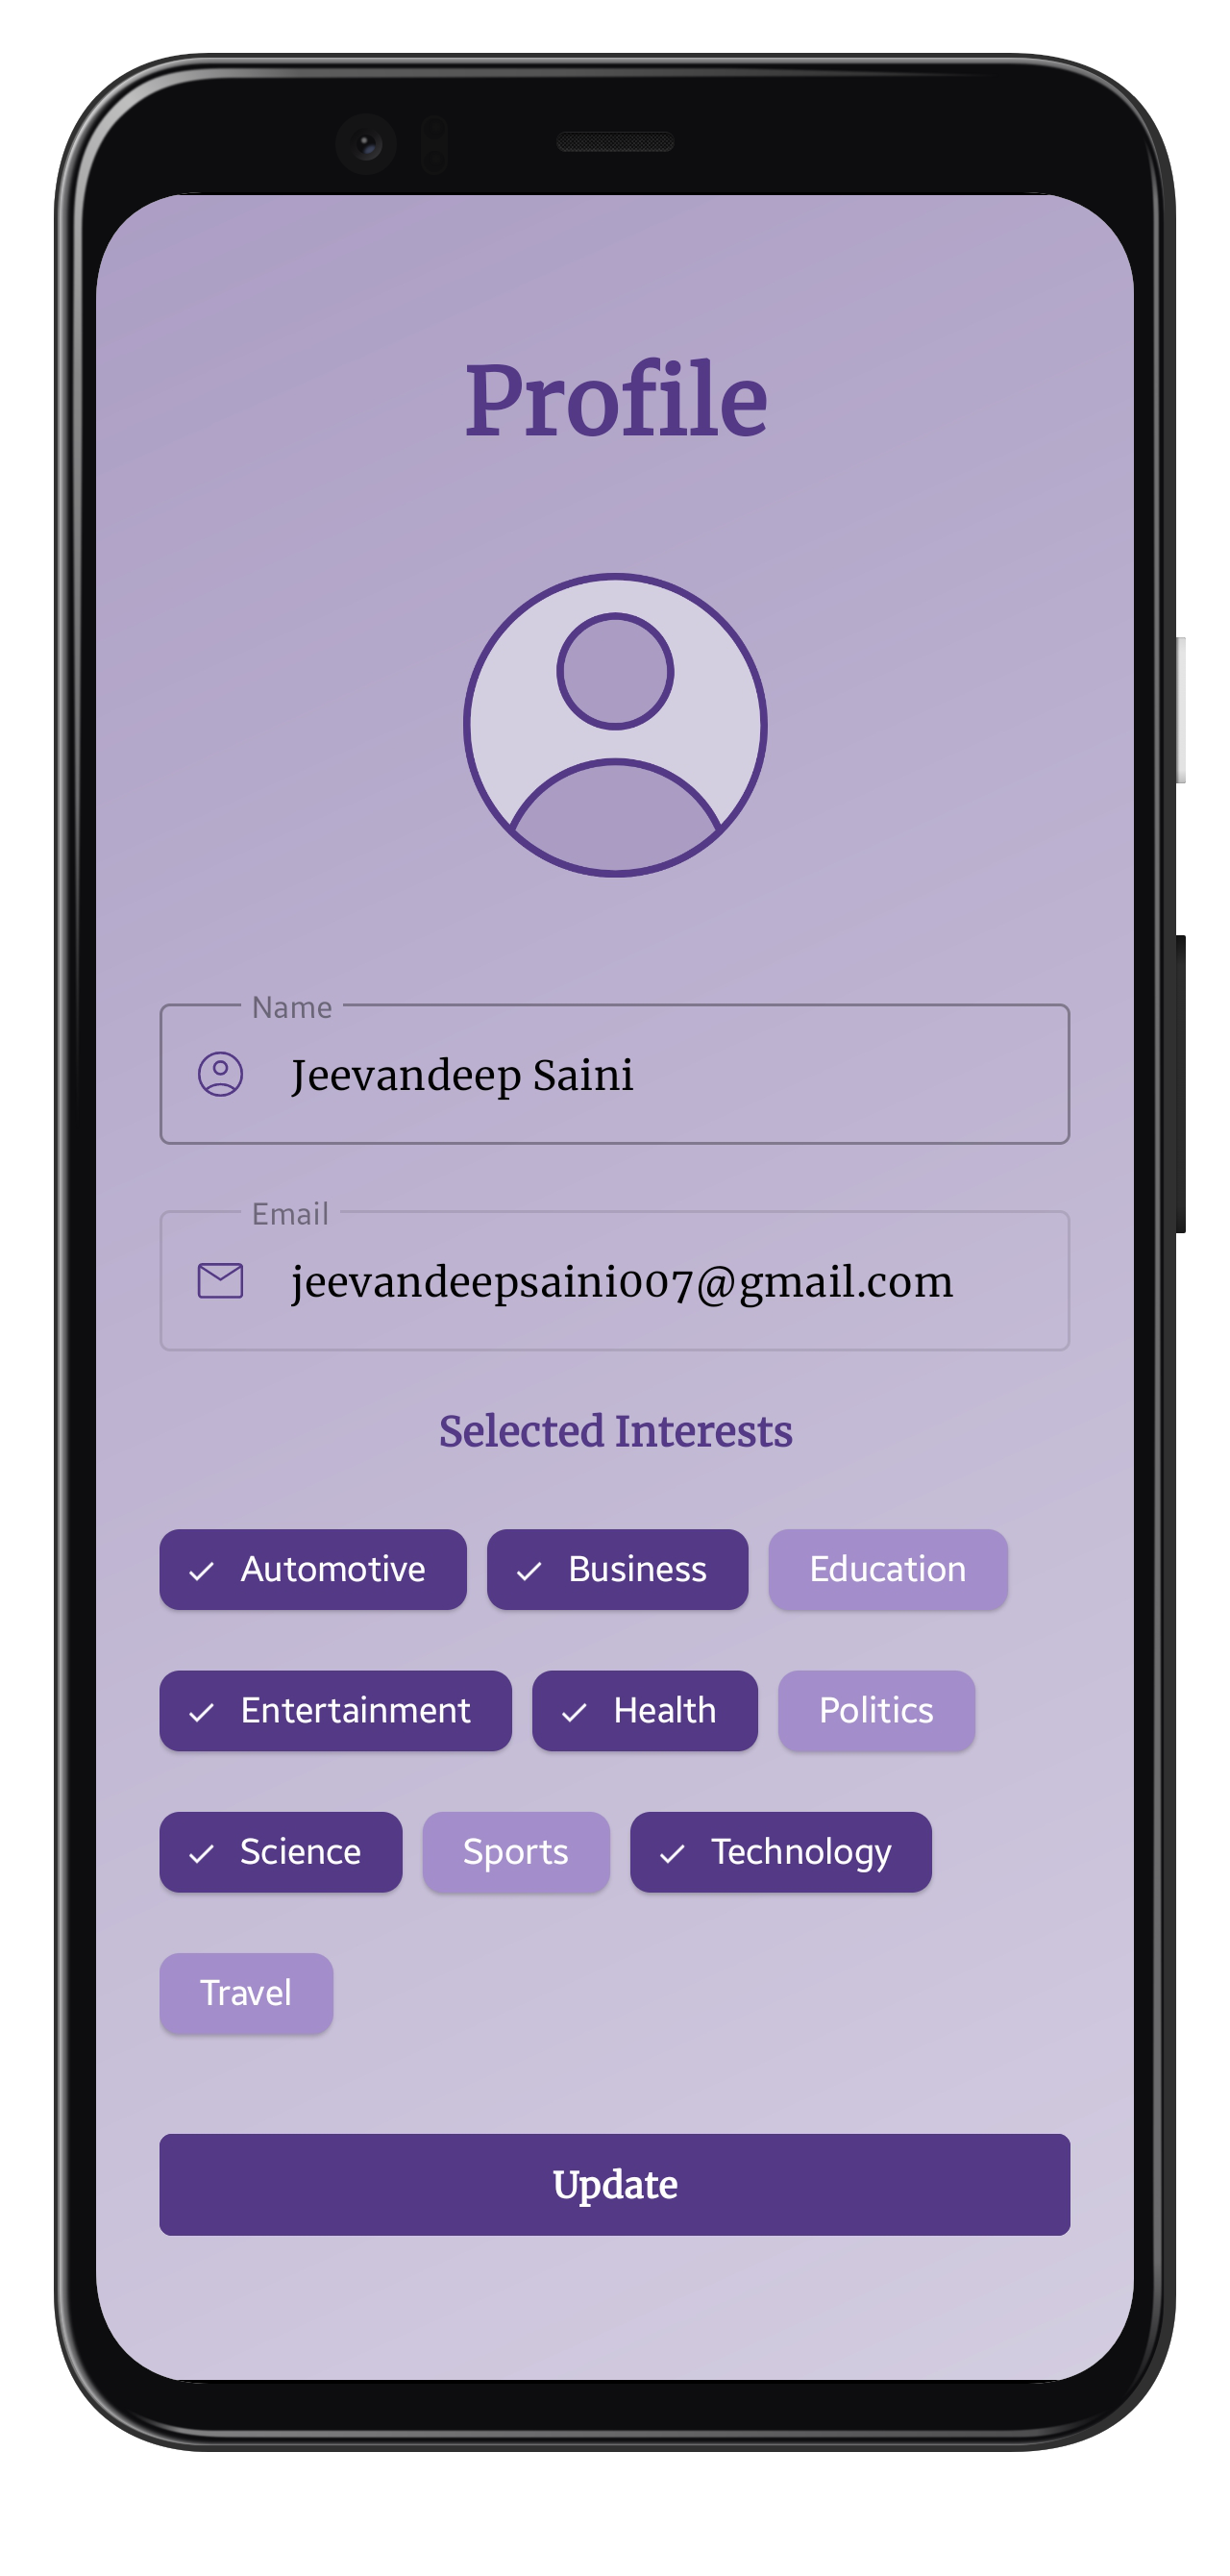 Profile
Name
Jeevandeep Saini
Email
jeevandeepsaini007@gmail.com
Selected Interests
Automotive Business Education
Entertainment Health Politics
Science Sports Technology
Travel
Update